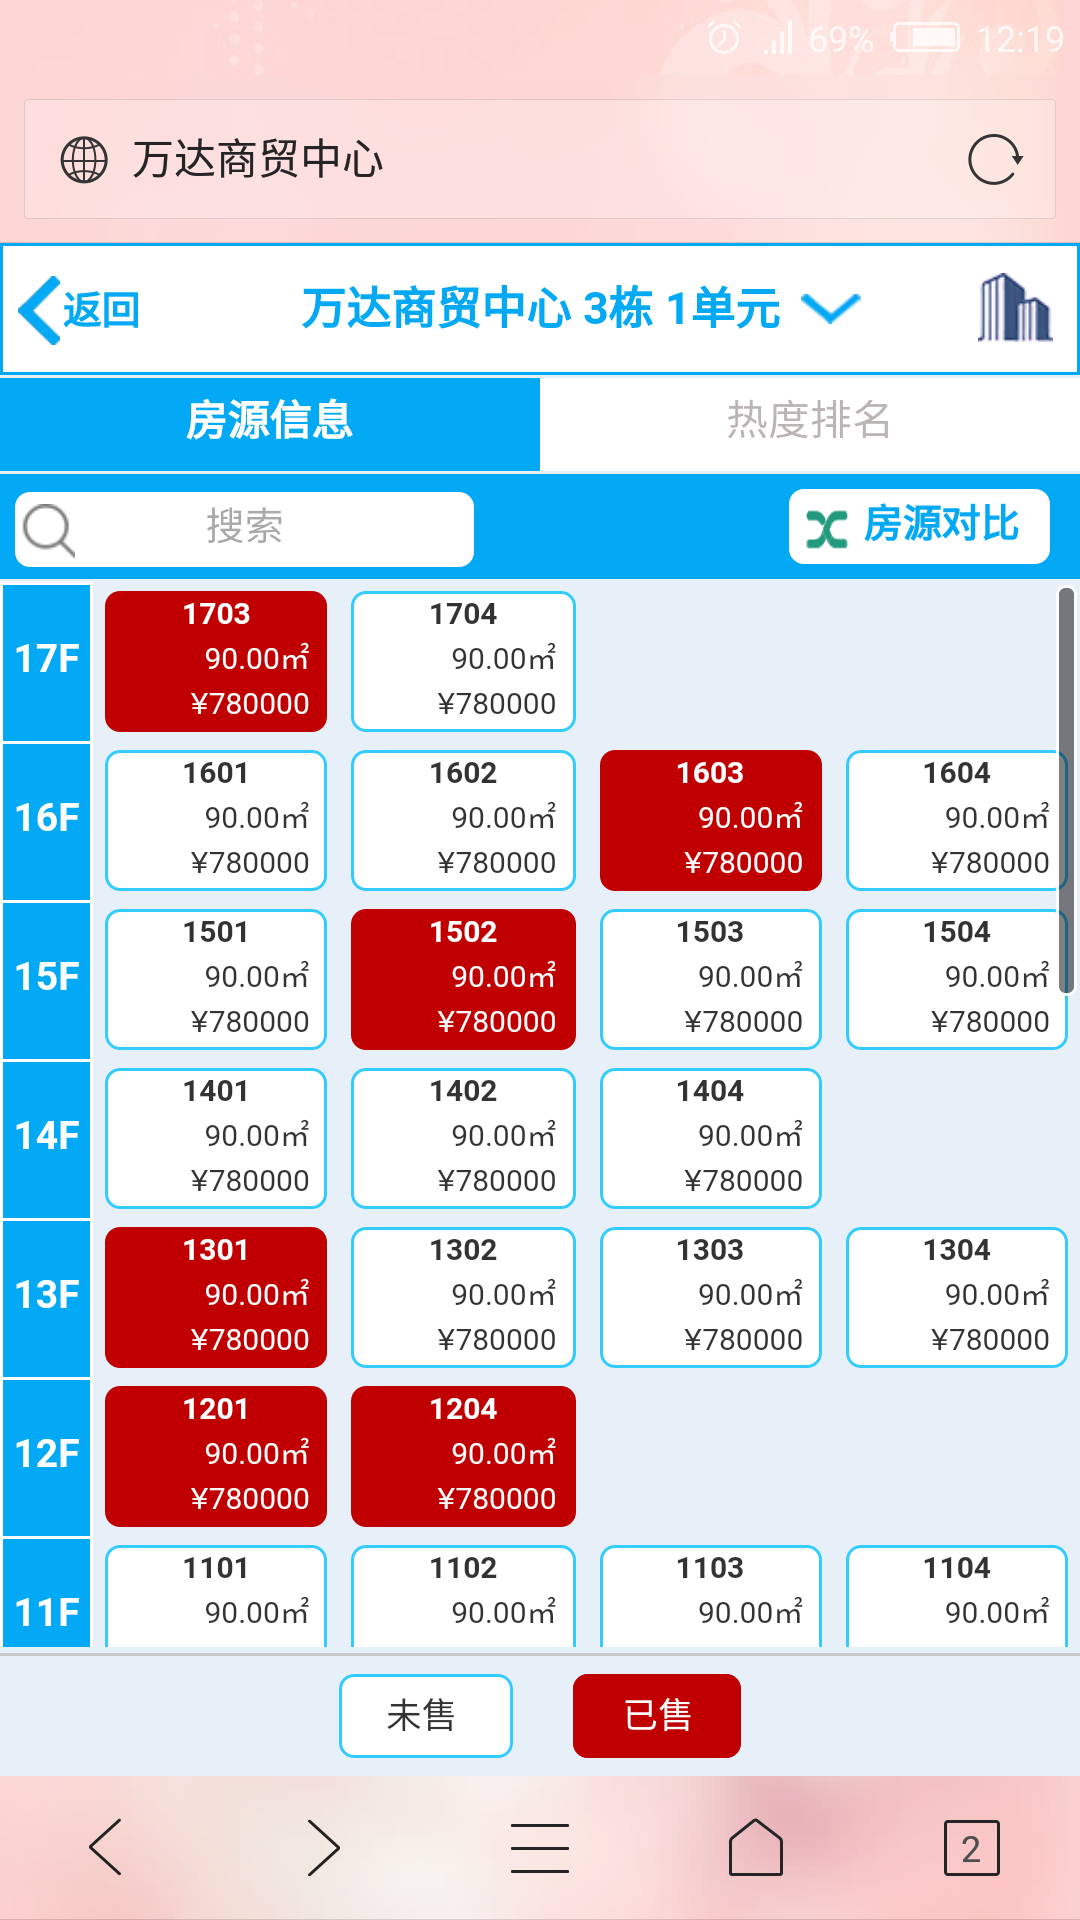 69% 12:19
万达商贸中心
返回 万达商贸中心 3栋 1单元
房源信息 热度排名
搜索 房源对比
17F
1703 1704
90.00㎡ 90.00㎡
¥780000 ¥780000
16F
1601 1602 1603 1604
90.00㎡ 90.00㎡ 90.00㎡ 90.00㎡
¥780000 ¥780000 ¥780000 ¥780000
15F
1501 1502 1503 1504
90.00㎡ 90.00㎡ 90.00㎡ 90.00㎡
¥780000 ¥780000 ¥780000 ¥780000
14F
1401 1402 1404
90.00㎡ 90.00㎡ 90.00㎡
¥780000 ¥780000 ¥780000
13F
1301 1302 1303 1304
90.00㎡ 90.00㎡ 90.00㎡ 90.00㎡
¥780000 ¥780000 ¥780000 ¥780000
12F
1201 1204
90.00㎡ 90.00㎡
¥780000 ¥780000
11F
1101 1102 1103 1104
90.00㎡ 90.00㎡ 90.00㎡ 90.00㎡
未售 已售
2